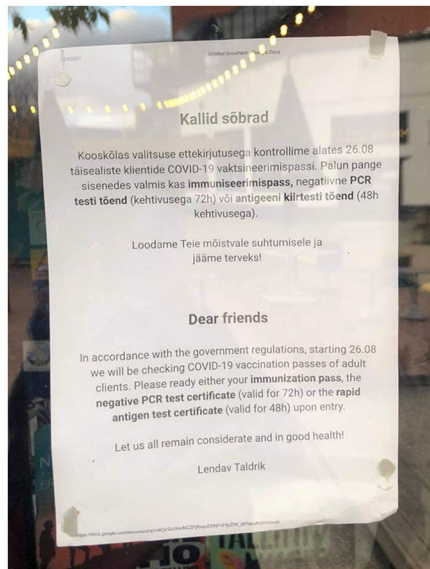 Untitled document
Kallid sõbrad
Kooskõlas valitsuse ettekirjutusega kontrollime alates 26.08
täisealiste klientide COVID-19 vaktsineerimispassi. Palun pange
sisenedes valmis kas immuniseerimispass, negatiivne PCR
testi tõend (kehtivusega 72h) või antigeeni kiirtesti tõend (48h
kehtivusega).
Loodame Teie mõistvale suhtumisele ja
jääme terveks!
Dear friends
In accordance with the government regulations, starting 26.08
we will be checking COVID-19 vaccination passes of adult
clients. Please ready either your immunization pass, the
negative PCR test certificate (valid for 72h) or the rapid
antigen test certificate (valid for 48h) upon entry.
Let us all remain considerate and in good health!
Lendav Taldrik